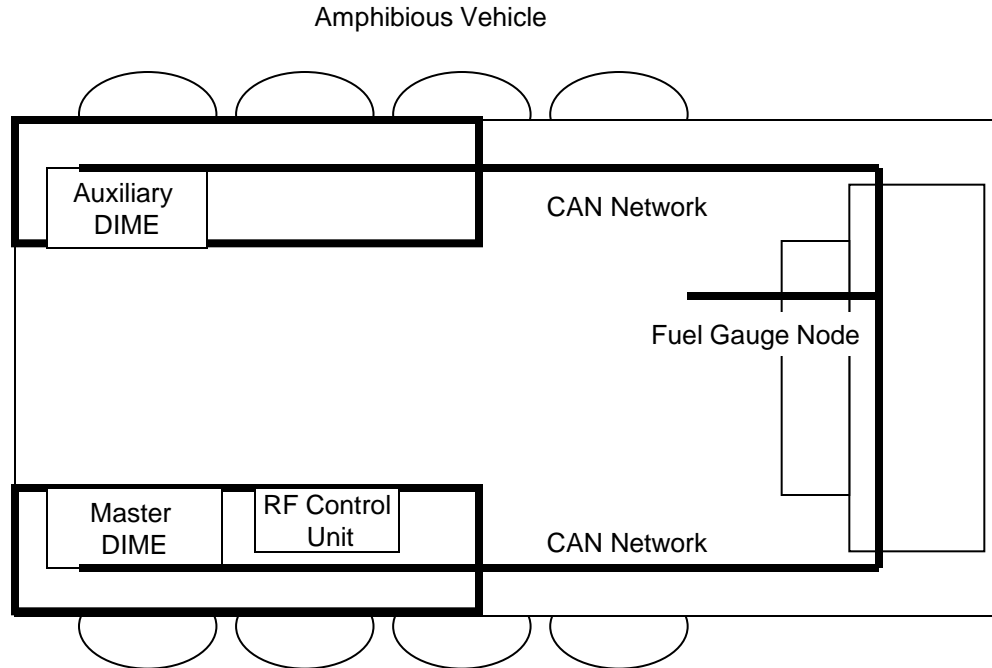 Amphibious Vehicle
Auxiliary
DIME
CAN Network
Fuel Gauge Node
Master
DIME
RF Control
Unit
CAN Network